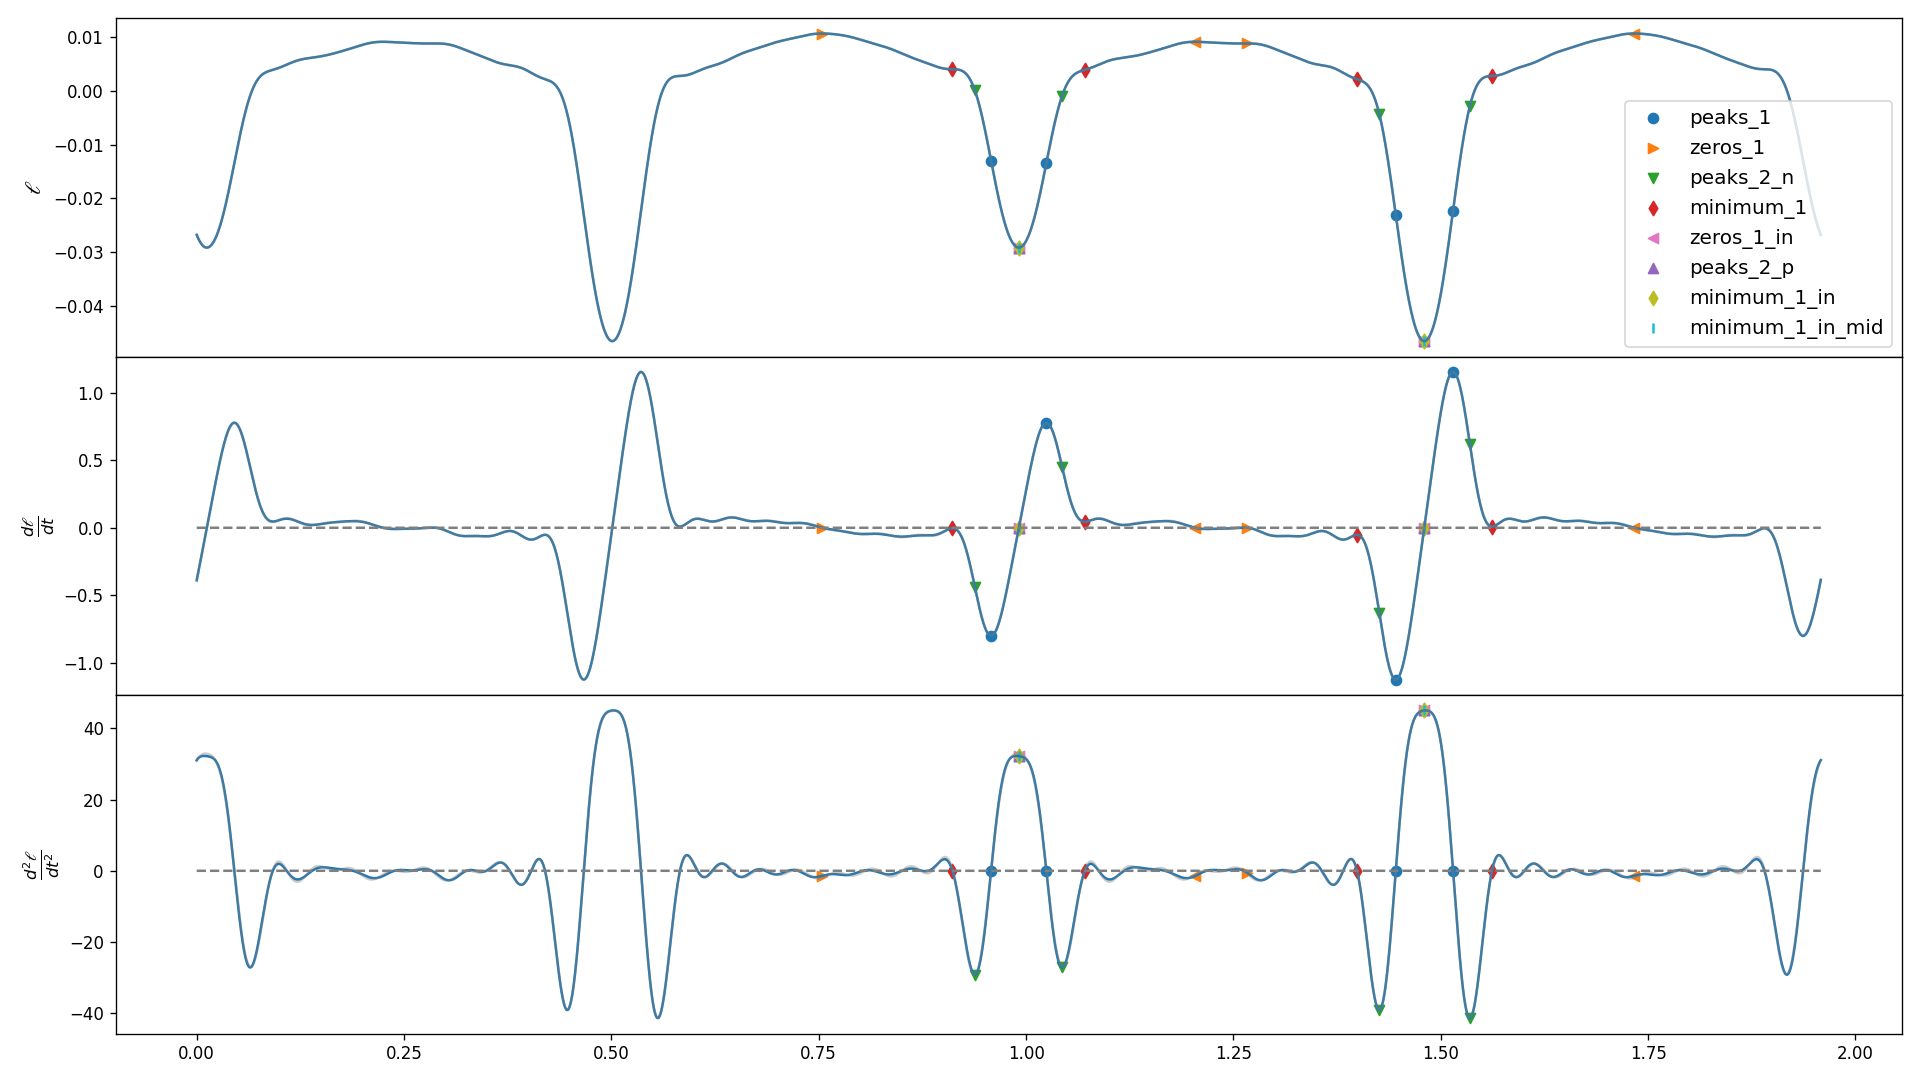 0.01
0.00
−0.01
−0.02
−0.03
−0.04
ℓ
peaks_1
zeros_1
peaks_2_n
minimum_1
zeros_1_in
peaks_2_p
minimum_1_in
minimum_1_in_mid
1.0
0.5
0.0
−0.5
−1.0
dℓ
dt
40
20
0
−20
−40
d²ℓ
dt²
0.00 0.25 0.50 0.75 1.00 1.25 1.50 1.75 2.00